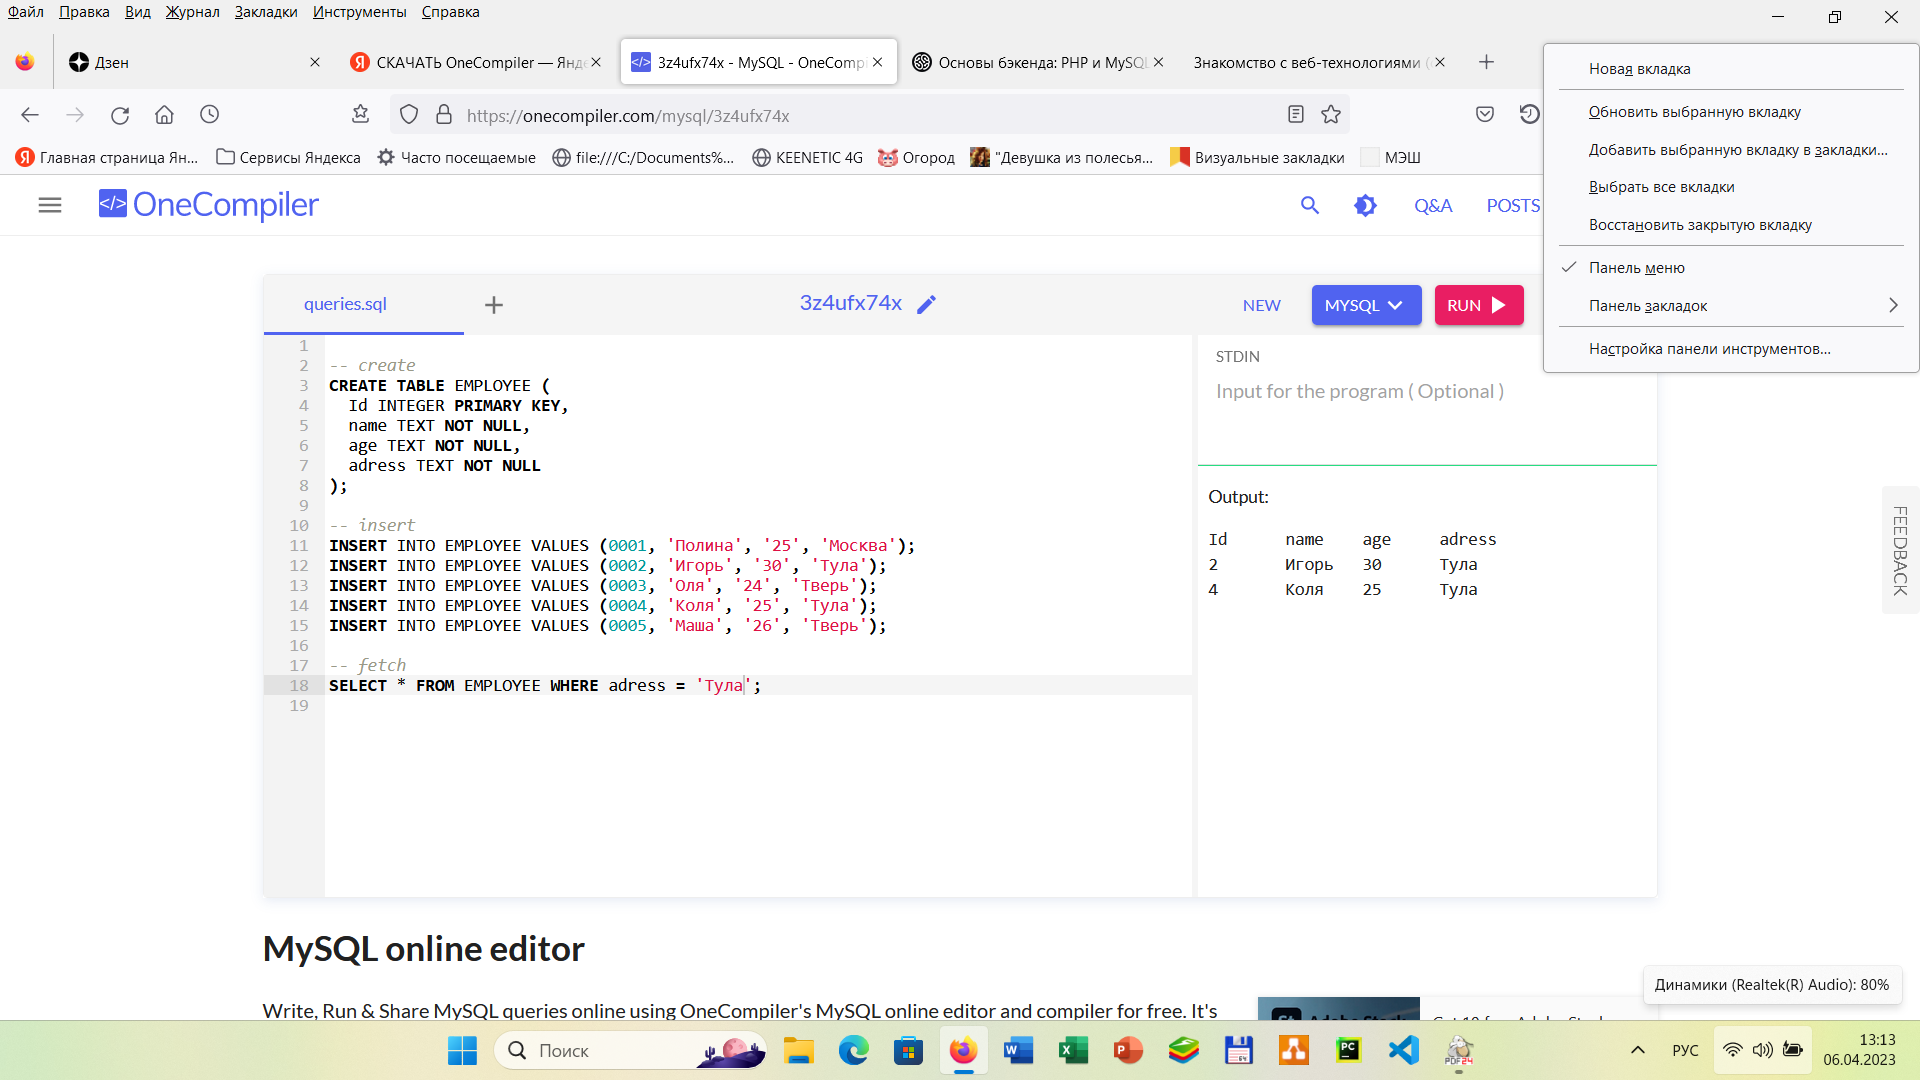 Файл Правка Вид Журнал Закладки Инструменты Справка
Дзен
СКАЧАТЬ OneCompiler — Янде
3z4ufx74x - MySQL - OneComp
Основы бэкенда: PHP и MySQL
Знакомство с веб-технологиями
https://onecompiler.com/mysql/3z4ufx74x
Главная страница Ян... Сервисы Яндекса Часто посещаемые file:///C:/Documents%... KEENETIC 4G Огород "Девушка из полесья... Визуальные закладки МЭШ
Новая вкладка
Обновить выбранную вкладку
Добавить выбранную вкладку в закладки...
Выбрать все вкладки
Восстановить закрытую вкладку
Панель меню
Панель закладок
Настройка панели инструментов...
</> OneCompiler
Q&A POSTS
queries.sql
3z4ufx74x
NEW MYSQL RUN
1
2 -- create
3 CREATE TABLE EMPLOYEE (
4 Id INTEGER PRIMARY KEY,
5 name TEXT NOT NULL,
6 age TEXT NOT NULL,
7 adress TEXT NOT NULL
8 );
9
10 -- insert
11 INSERT INTO EMPLOYEE VALUES (0001, 'Полина', '25', 'Москва');
12 INSERT INTO EMPLOYEE VALUES (0002, 'Игорь', '30', 'Тула');
13 INSERT INTO EMPLOYEE VALUES (0003, 'Оля', '24', 'Тверь');
14 INSERT INTO EMPLOYEE VALUES (0004, 'Коля', '25', 'Тула');
15 INSERT INTO EMPLOYEE VALUES (0005, 'Маша', '26', 'Тверь');
16
17 -- fetch
18 SELECT * FROM EMPLOYEE WHERE adress = 'Тула';
19
STDIN
Input for the program ( Optional )
Output:
Id name age adress
2 Игорь 30 Тула
4 Коля 25 Тула
FEEDBACK
MySQL online editor
Write, Run & Share MySQL queries online using OneCompiler's MySQL online editor and compiler for free. It's
Динамики (Realtek(R) Audio): 80%
Поиск
РУС
13:13
06.04.2023